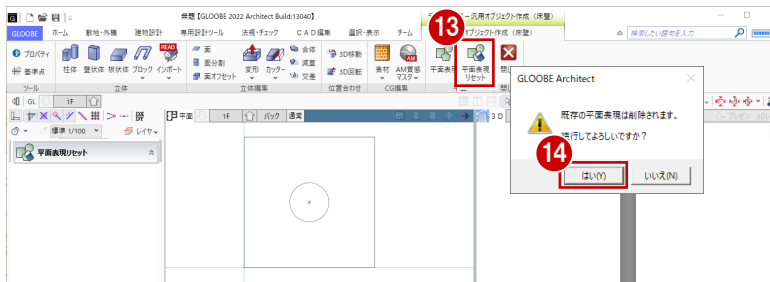 無題【GLOOBE 2022 Architect Build:13040】
－汎用オブジェクト作成（床壁）
GLOOBE ホーム 敷地・外構 建物設計 専用設計ツール 法規・チェック CAD編集 選択・表示 チーム オブジェクト作成（床壁） 検索したい語句を入力
13
プロパティ
基準点
柱体 壁状体 板状体 ブロック インポート
READ
面
面分割
面オフセット
変形 カッター
合体
減算
交差
3D移動
3D回転
素材 AM質感マスク
AM
平面表現 平面表現リセット
ツール 立体 立体編集 位置合わせ CG編集
GL 1F
標準 1/100 レイヤ
平面 1F バック 通常
3D
平面表現リセット
GLOOBE Architect
既存の平面表現は削除されます。
実行してよろしいですか？
14
はい(Y) いいえ(N)